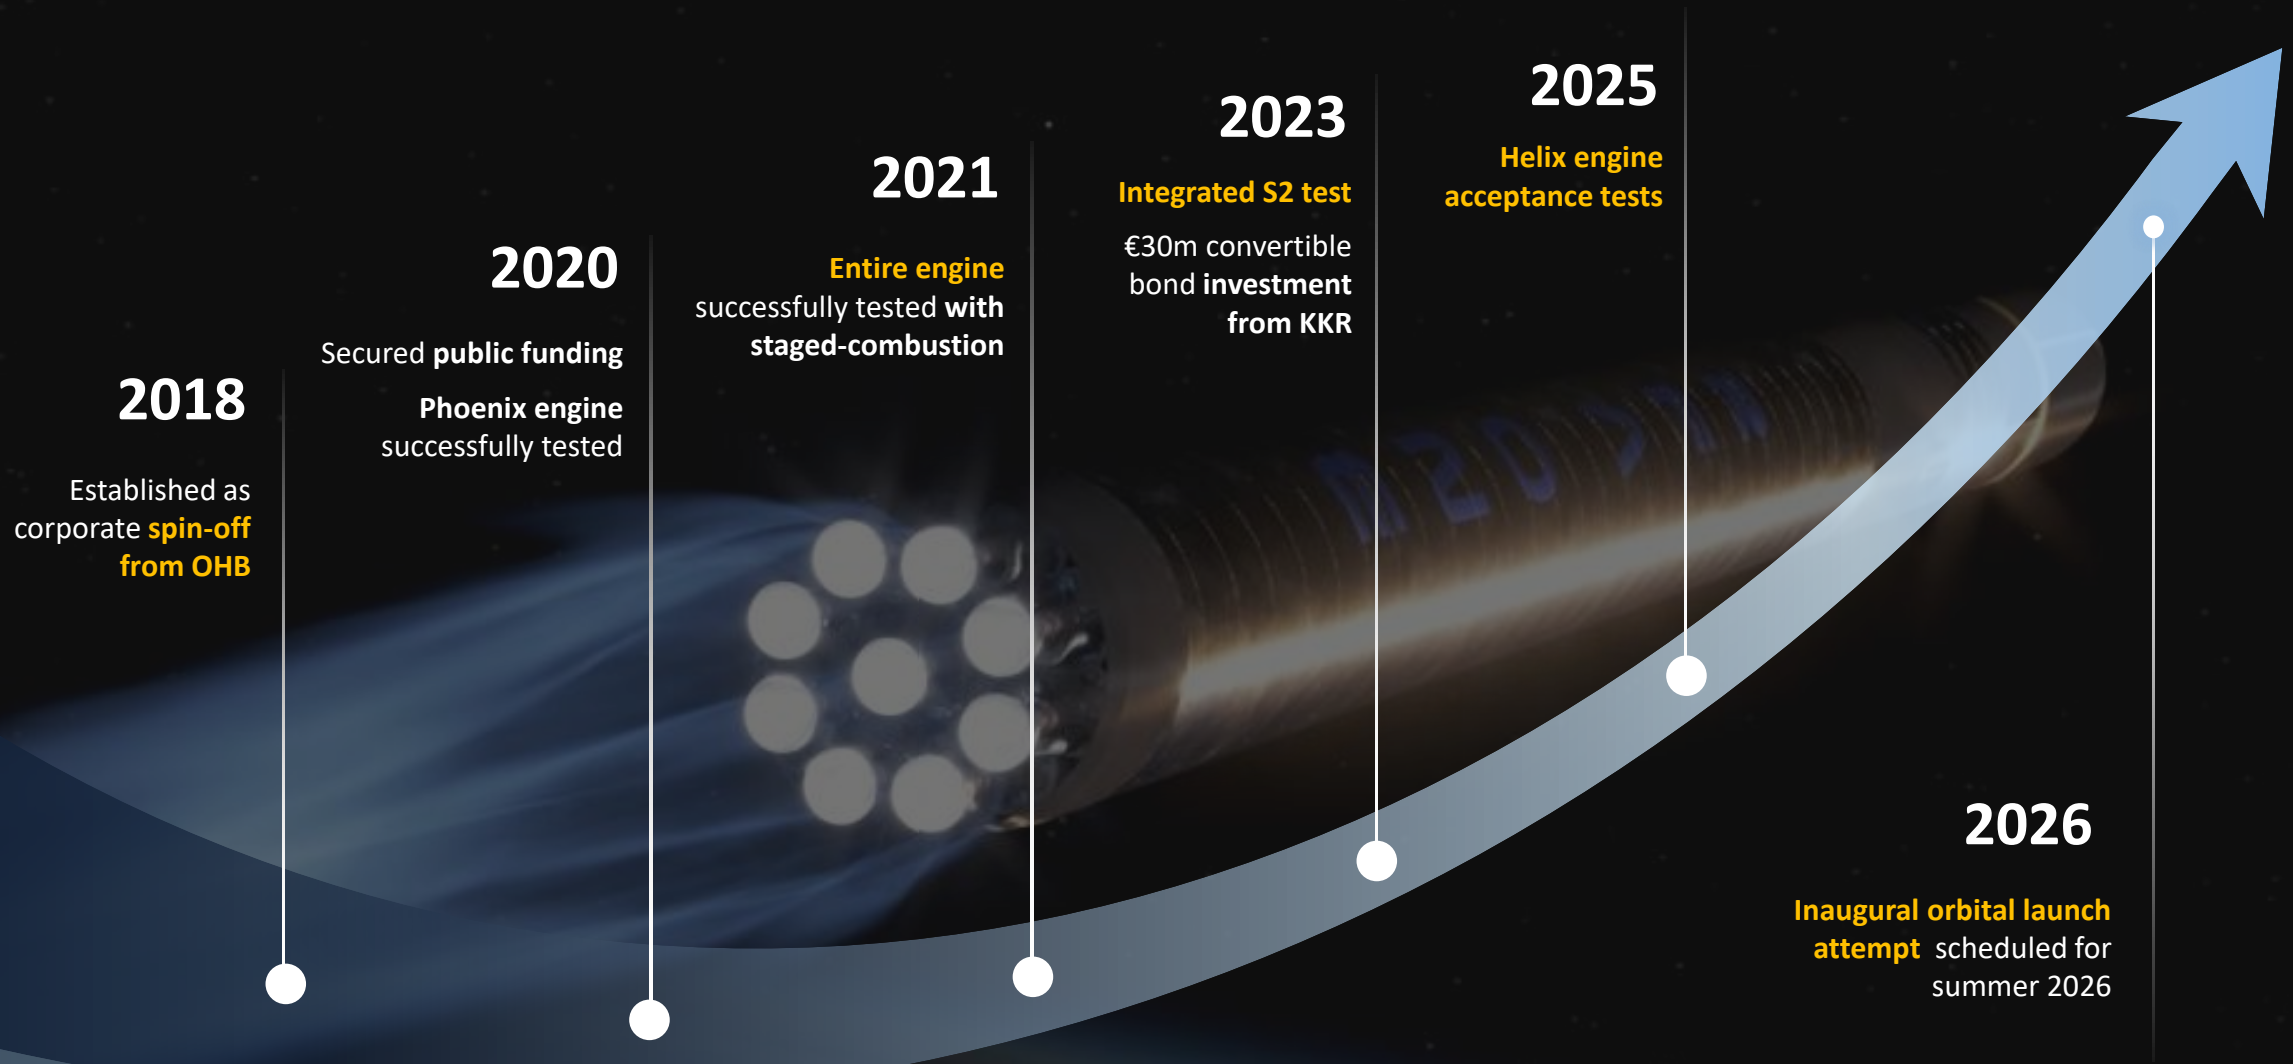 2018
Established as
corporate spin-off
from OHB
2020
Secured public funding
Phoenix engine
successfully tested
2021
Entire engine
successfully tested with
staged-combustion
2023
Integrated S2 test
€30m convertible
bond investment
from KKR
2025
Helix engine
acceptance tests
2026
Inaugural orbital launch
attempt scheduled for
summer 2026